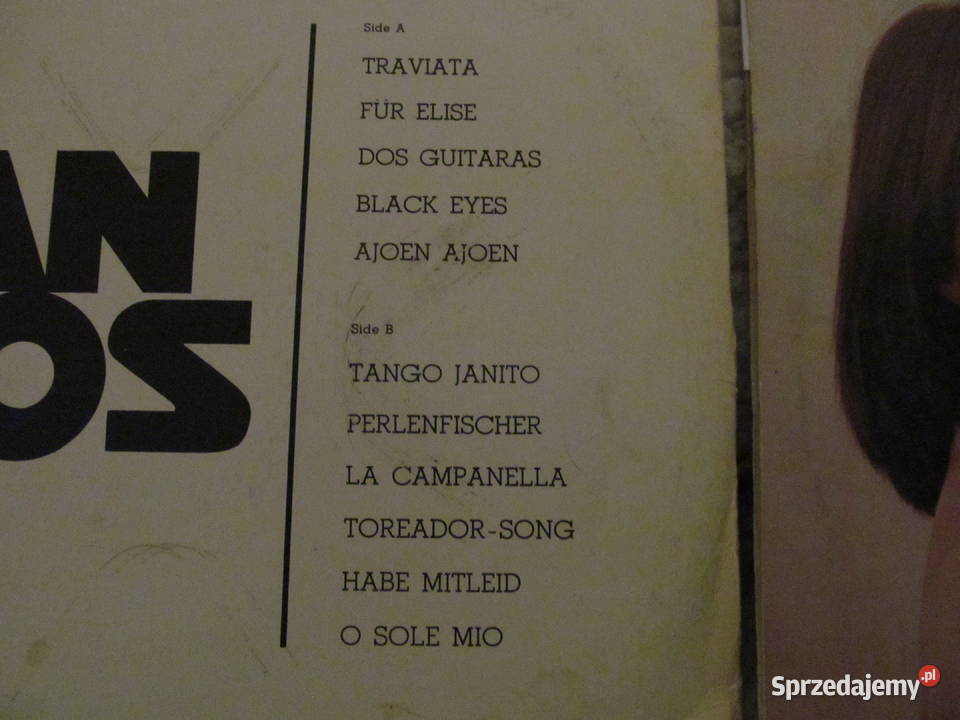 AN
OS
Side A
TRAVIATA
FÜR ELISE
DOS GUITARAS
BLACK EYES
AJOEN AJOEN
Side B
TANGO JANITO
PERLENFISCHER
LA CAMPANELLA
TOREADOR-SONG
HABE MITLEID
O SOLE MIO
Sprzedajemy.pl